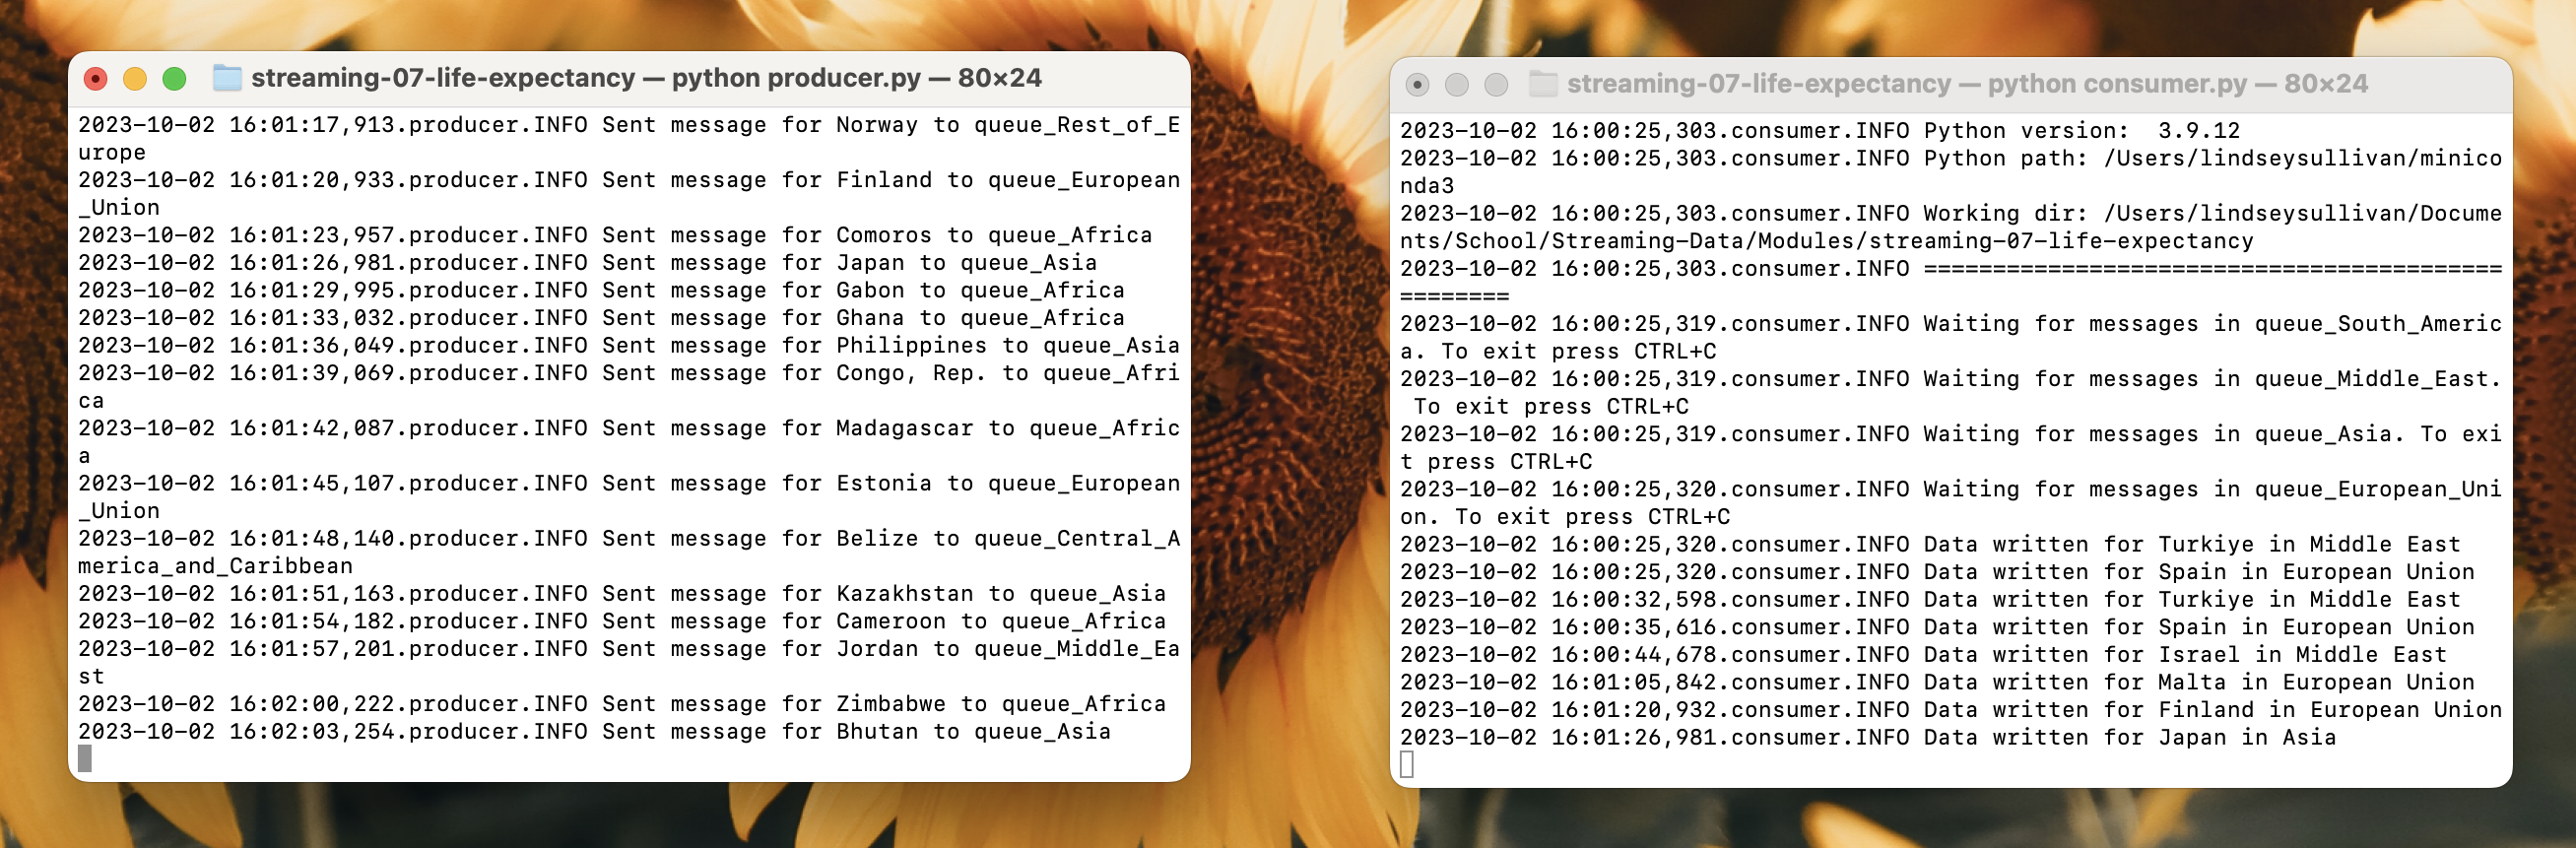 streaming-07-life-expectancy — python producer.py — 80×24
2023-10-02 16:01:17,913.producer.INFO Sent message for Norway to queue_Rest_of_E
urope
2023-10-02 16:01:20,933.producer.INFO Sent message for Finland to queue_European
_Union
2023-10-02 16:01:23,957.producer.INFO Sent message for Comoros to queue_Africa
2023-10-02 16:01:26,981.producer.INFO Sent message for Japan to queue_Asia
2023-10-02 16:01:29,995.producer.INFO Sent message for Gabon to queue_Africa
2023-10-02 16:01:33,032.producer.INFO Sent message for Ghana to queue_Africa
2023-10-02 16:01:36,049.producer.INFO Sent message for Philippines to queue_Asia
2023-10-02 16:01:39,069.producer.INFO Sent message for Congo, Rep. to queue_Afri
ca
2023-10-02 16:01:42,087.producer.INFO Sent message for Madagascar to queue_Afric
a
2023-10-02 16:01:45,107.producer.INFO Sent message for Estonia to queue_European
_Union
2023-10-02 16:01:48,140.producer.INFO Sent message for Belize to queue_Central_A
merica_and_Caribbean
2023-10-02 16:01:51,163.producer.INFO Sent message for Kazakhstan to queue_Asia
2023-10-02 16:01:54,182.producer.INFO Sent message for Cameroon to queue_Africa
2023-10-02 16:01:57,201.producer.INFO Sent message for Jordan to queue_Middle_Ea
st
2023-10-02 16:02:00,222.producer.INFO Sent message for Zimbabwe to queue_Africa
2023-10-02 16:02:03,254.producer.INFO Sent message for Bhutan to queue_Asia
streaming-07-life-expectancy — python consumer.py — 80×24
2023-10-02 16:00:25,303.consumer.INFO Python version:  3.9.12
2023-10-02 16:00:25,303.consumer.INFO Python path: /Users/lindseysullivan/minico
nda3
2023-10-02 16:00:25,303.consumer.INFO Working dir: /Users/lindseysullivan/Docume
nts/School/Streaming-Data/Modules/streaming-07-life-expectancy
2023-10-02 16:00:25,303.consumer.INFO ==========================================
========
2023-10-02 16:00:25,319.consumer.INFO Waiting for messages in queue_South_Americ
a. To exit press CTRL+C
2023-10-02 16:00:25,319.consumer.INFO Waiting for messages in queue_Middle_East.
 To exit press CTRL+C
2023-10-02 16:00:25,319.consumer.INFO Waiting for messages in queue_Asia. To exi
t press CTRL+C
2023-10-02 16:00:25,320.consumer.INFO Waiting for messages in queue_European_Uni
on. To exit press CTRL+C
2023-10-02 16:00:25,320.consumer.INFO Data written for Turkiye in Middle East
2023-10-02 16:00:25,320.consumer.INFO Data written for Spain in European Union
2023-10-02 16:00:32,598.consumer.INFO Data written for Turkiye in Middle East
2023-10-02 16:00:35,616.consumer.INFO Data written for Spain in European Union
2023-10-02 16:00:44,678.consumer.INFO Data written for Israel in Middle East
2023-10-02 16:01:05,842.consumer.INFO Data written for Malta in European Union
2023-10-02 16:01:20,932.consumer.INFO Data written for Finland in European Union
2023-10-02 16:01:26,981.consumer.INFO Data written for Japan in Asia